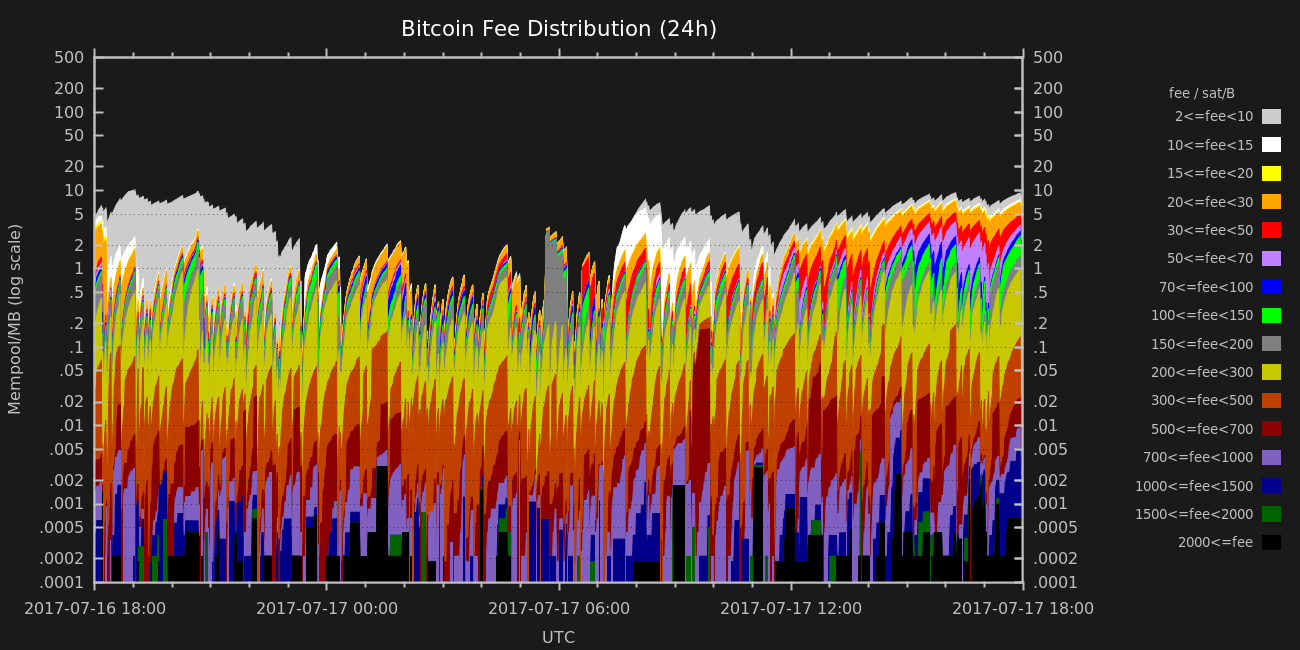 Bitcoin Fee Distribution (24h)
Mempool/MB (log scale)
500
200
100
50
20
10
5
2
1
.5
.2
.1
.05
.02
.01
.005
.002
.001
.0005
.0002
.0001
500
200
100
50
20
10
5
2
1
.5
.2
.1
.05
.02
.01
.005
.002
.001
.0005
.0002
.0001
2017-07-16 18:00
2017-07-17 00:00
2017-07-17 06:00
2017-07-17 12:00
2017-07-17 18:00
UTC
fee / sat/B
2<=fee<10
10<=fee<15
15<=fee<20
20<=fee<30
30<=fee<50
50<=fee<70
70<=fee<100
100<=fee<150
150<=fee<200
200<=fee<300
300<=fee<500
500<=fee<700
700<=fee<1000
1000<=fee<1500
1500<=fee<2000
2000<=fee